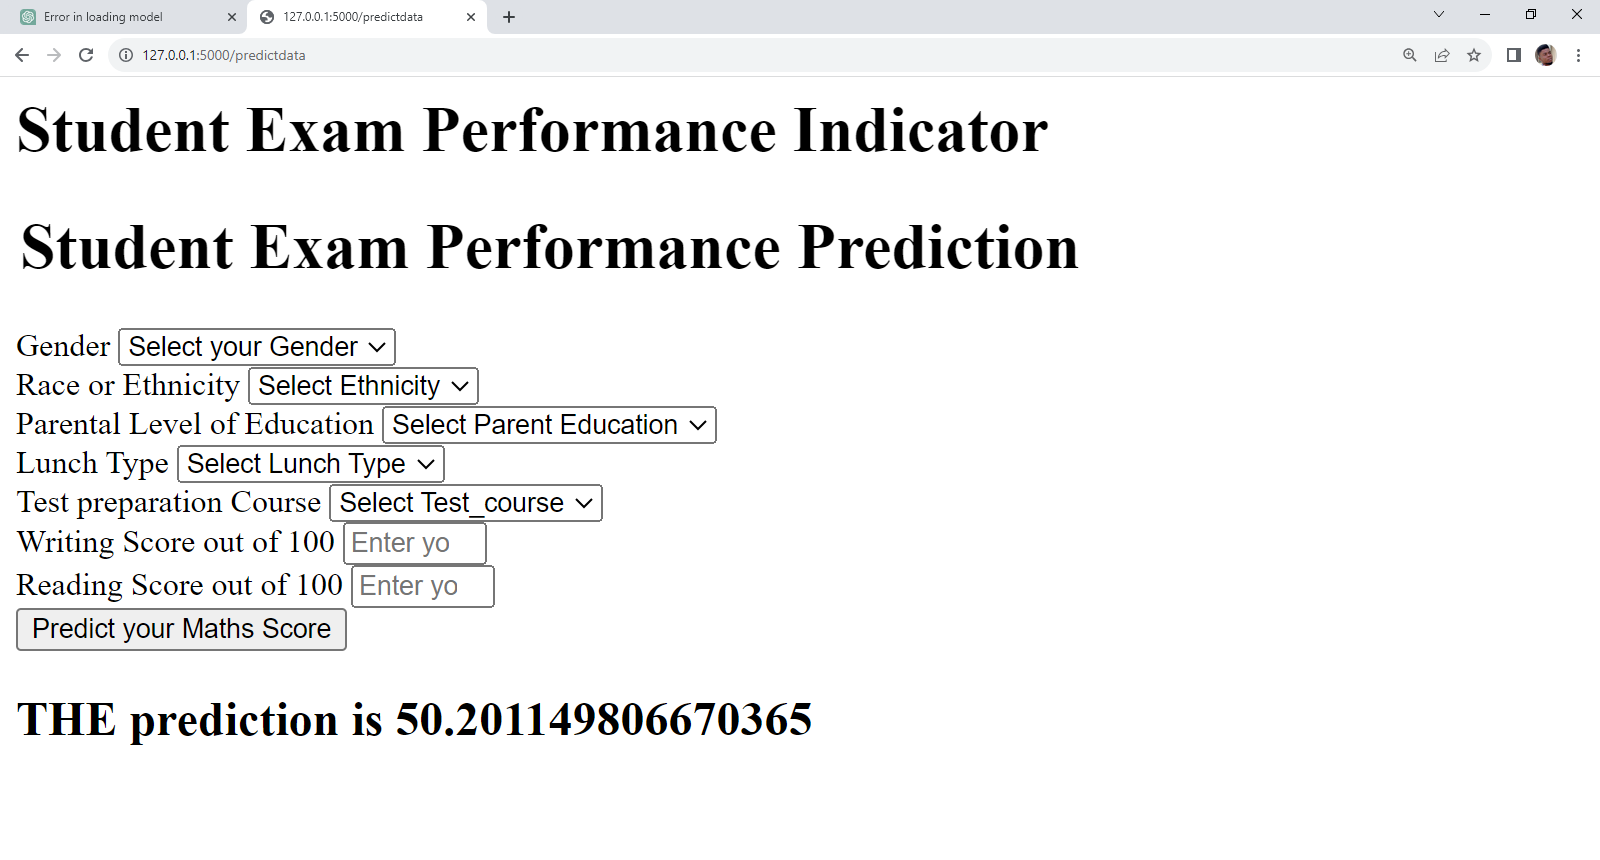 Error in loading model
127.0.0.1:5000/predictdata
127.0.0.1:5000/predictdata
Student Exam Performance Indicator
Student Exam Performance Prediction
Gender Select your Gender
Race or Ethnicity Select Ethnicity
Parental Level of Education Select Parent Education
Lunch Type Select Lunch Type
Test preparation Course Select Test_course
Writing Score out of 100 Enter yo
Reading Score out of 100 Enter yo
Predict your Maths Score
THE prediction is 50.201149806670365